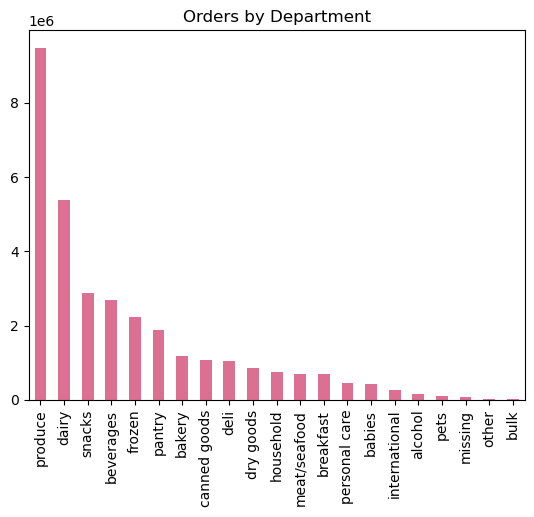 Orders by Department
1e6
8
6
4
2
0
produce
dairy
snacks
beverages
frozen
pantry
bakery
canned goods
deli
dry goods
household
meat/seafood
breakfast
personal care
babies
international
alcohol
pets
missing
other
bulk